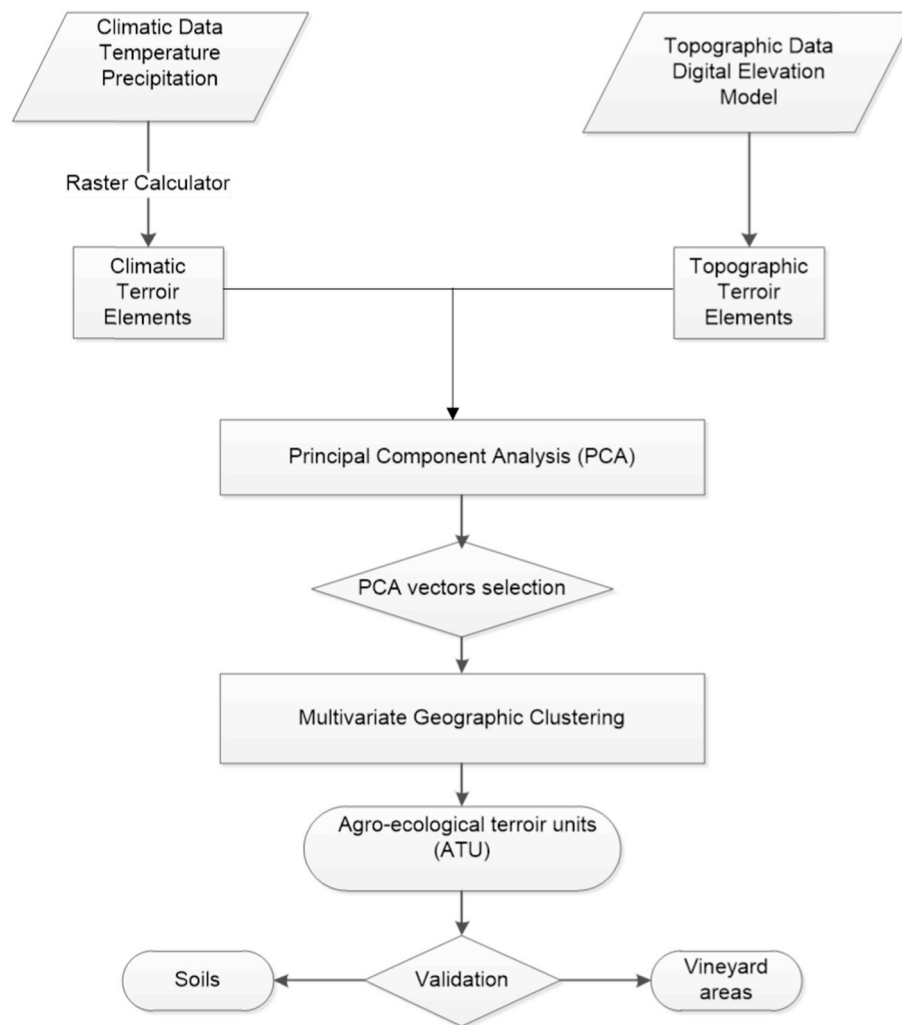 Climatic Data
Temperature
Precipitation
Topographic Data
Digital Elevation
Model
Raster Calculator
Climatic
Terroir
Elements
Topographic
Terroir
Elements
Principal Component Analysis (PCA)
PCA vectors selection
Multivariate Geographic Clustering
Agro-ecological terroir units
(ATU)
Soils
Validation
Vineyard
areas